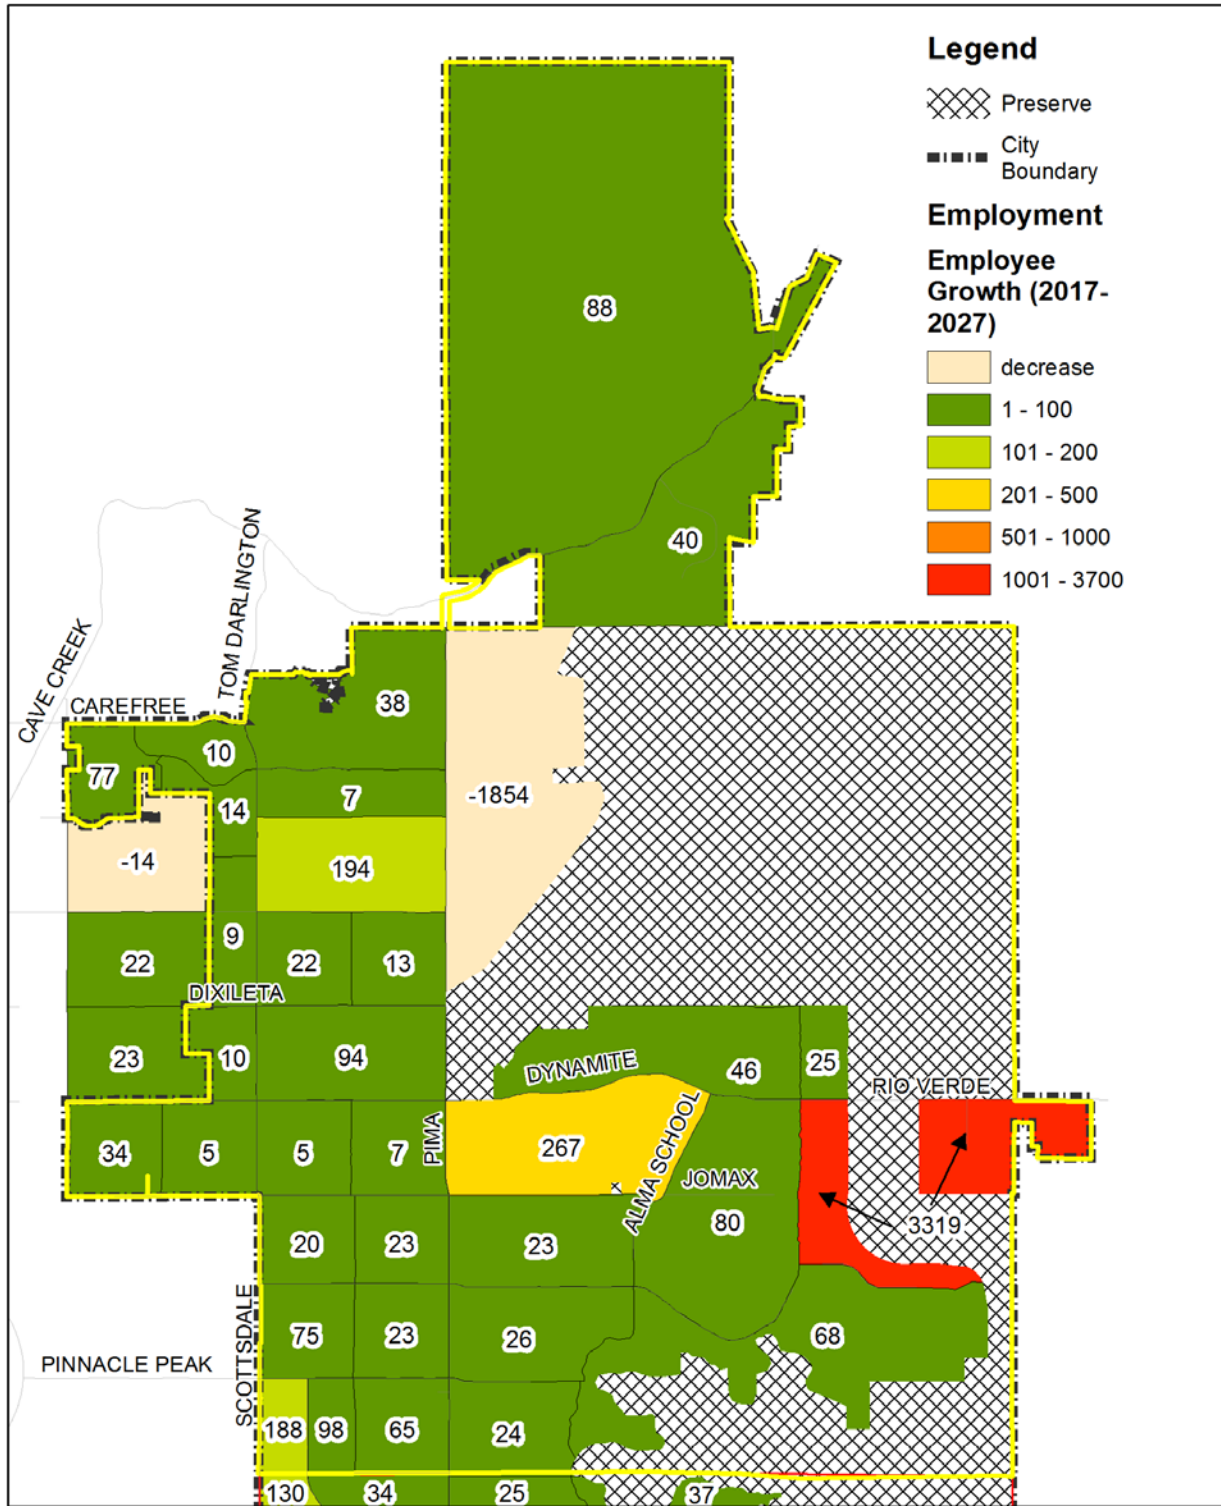 Legend
Preserve
City
Boundary
Employment
Employee
Growth (2017-
2027)
decrease
1 - 100
101 - 200
201 - 500
501 - 1000
1001 - 3700
88
40
CAVE CREEK
TOM DARLINGTON
CAREFREE
38
10
77
14
7
-1854
-14
194
9
22
22
13
DIXILETA
23
10
94
DYNAMITE
46
25
RIO VERDE
34
5
5
7
PIMA
267
ALMA SCHOOL
JOMAX
80
3319
20
23
23
SCOTTSDALE
75
23
26
68
PINNACLE PEAK
188
98
65
24
130
34
25
37